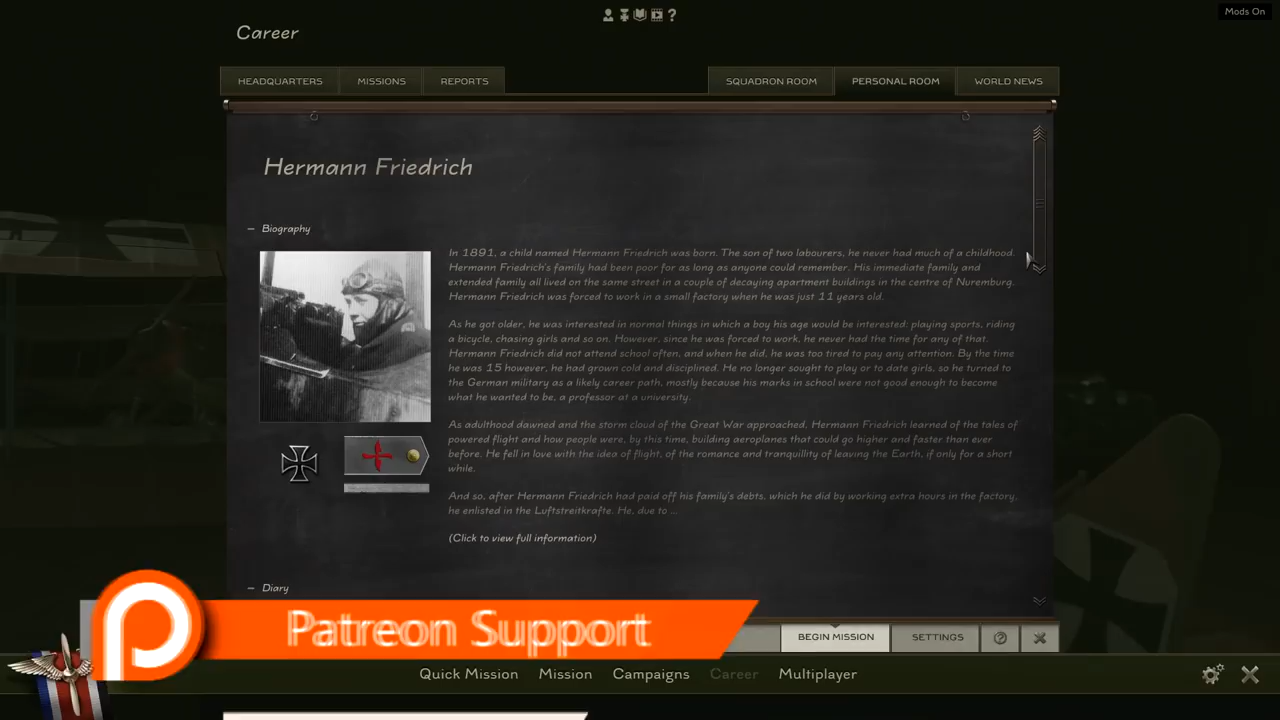 Mods On
Career
HEADQUARTERS
MISSIONS
REPORTS
SQUADRON ROOM
PERSONAL ROOM
WORLD NEWS
Hermann Friedrich
– Biography
In 1891, a child named Hermann Friedrich was born. The son of two labourers, he never had much of a childhood.
Hermann Friedrich's family had been poor for as long as anyone could remember. His immediate family and
extended family all lived on the same street in a couple of decaying apartment buildings in the centre of Nuremburg.
Hermann Friedrich was forced to work in a small factory when he was just 11 years old.
As he got older, he was interested in normal things in which a boy his age would be interested: playing sports, riding
a bicycle, chasing girls and so on. However, since he was forced to work, he never had the time for any of that.
Hermann Friedrich did not attend school often, and when he did, he was too tired to pay any attention. By the time
he was 15 however, he had grown cold and disciplined. He no longer sought to play or to date girls, so he turned to
the German military as a likely career path, mostly because his marks in school were not good enough to become
what he wanted to be, a professor at a university.
As adulthood dawned and the storm cloud of the Great War approached, Hermann Friedrich learned of the tales of
powered flight and how people were, by this time, building aeroplanes that could go higher and faster than ever
before. He fell in love with the idea of flight, of the romance and tranquillity of leaving the Earth, if only for a short
while.
And so, after Hermann Friedrich had paid off his family's debts, which he did by working extra hours in the factory,
he enlisted in the Luftstreitkrafte. He, due to ...
(Click to view full information)
– Diary
Patreon Support
BEGIN MISSION
SETTINGS
Quick Mission
Mission
Campaigns
Career
Multiplayer